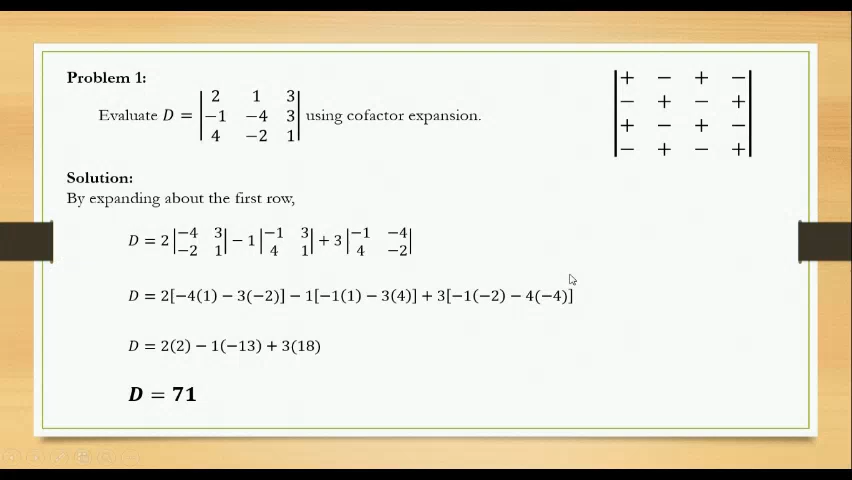 Problem 1:
Evaluate D = | 2 1 3 | using cofactor expansion.
| −1 −4 3 |
| 4 −2 1 |
| + − + − |
| − + − + |
| + − + − |
| − + − + |
Solution:
By expanding about the first row,
D = 2 |−4 3; −2 1| − 1 |−1 3; 4 1| + 3 |−1 −4; 4 −2|
D = 2[−4(1) − 3(−2)] − 1[−1(1) − 3(4)] + 3[−1(−2) − 4(−4)]
D = 2(2) − 1(−13) + 3(18)
D = 71